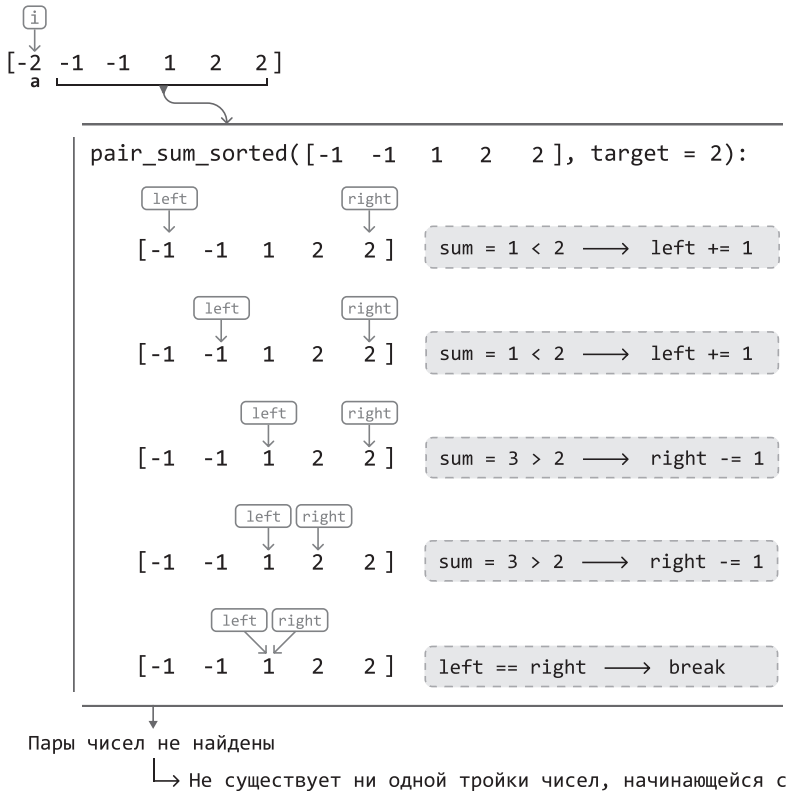 i
[-2 -1 -1 1 2 2]
a
pair_sum_sorted([-1 -1 1 2 2], target = 2):
left right
[-1 -1 1 2 2] sum = 1 < 2 ⟶ left += 1
left right
[-1 -1 1 2 2] sum = 1 < 2 ⟶ left += 1
left right
[-1 -1 1 2 2] sum = 3 > 2 ⟶ right -= 1
left right
[-1 -1 1 2 2] sum = 3 > 2 ⟶ right -= 1
left right
[-1 -1 1 2 2] left == right ⟶ break
Пары чисел не найдены
Не существует ни одной тройки чисел, начинающейся с